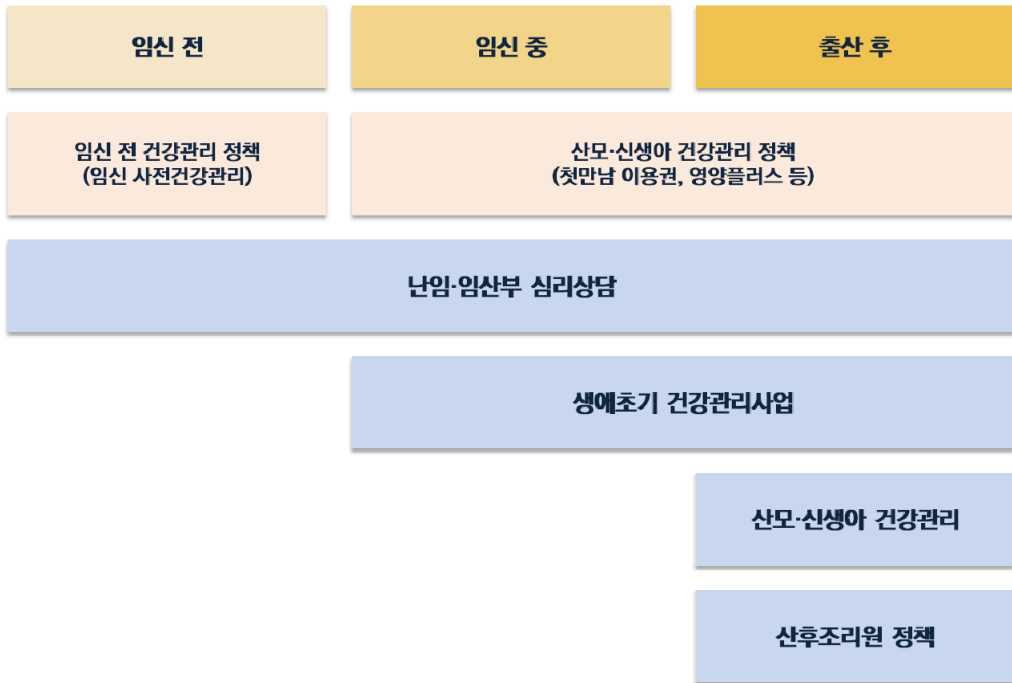 임신 전
임신 중
출산 후
임신 전 건강관리 정책
(임신 사전건강관리)
산모·신생아 건강관리 정책
(첫만남 이용권, 영양플러스 등)
난임·임산부 심리상담
생애초기 건강관리사업
산모·신생아 건강관리
산후조리원 정책